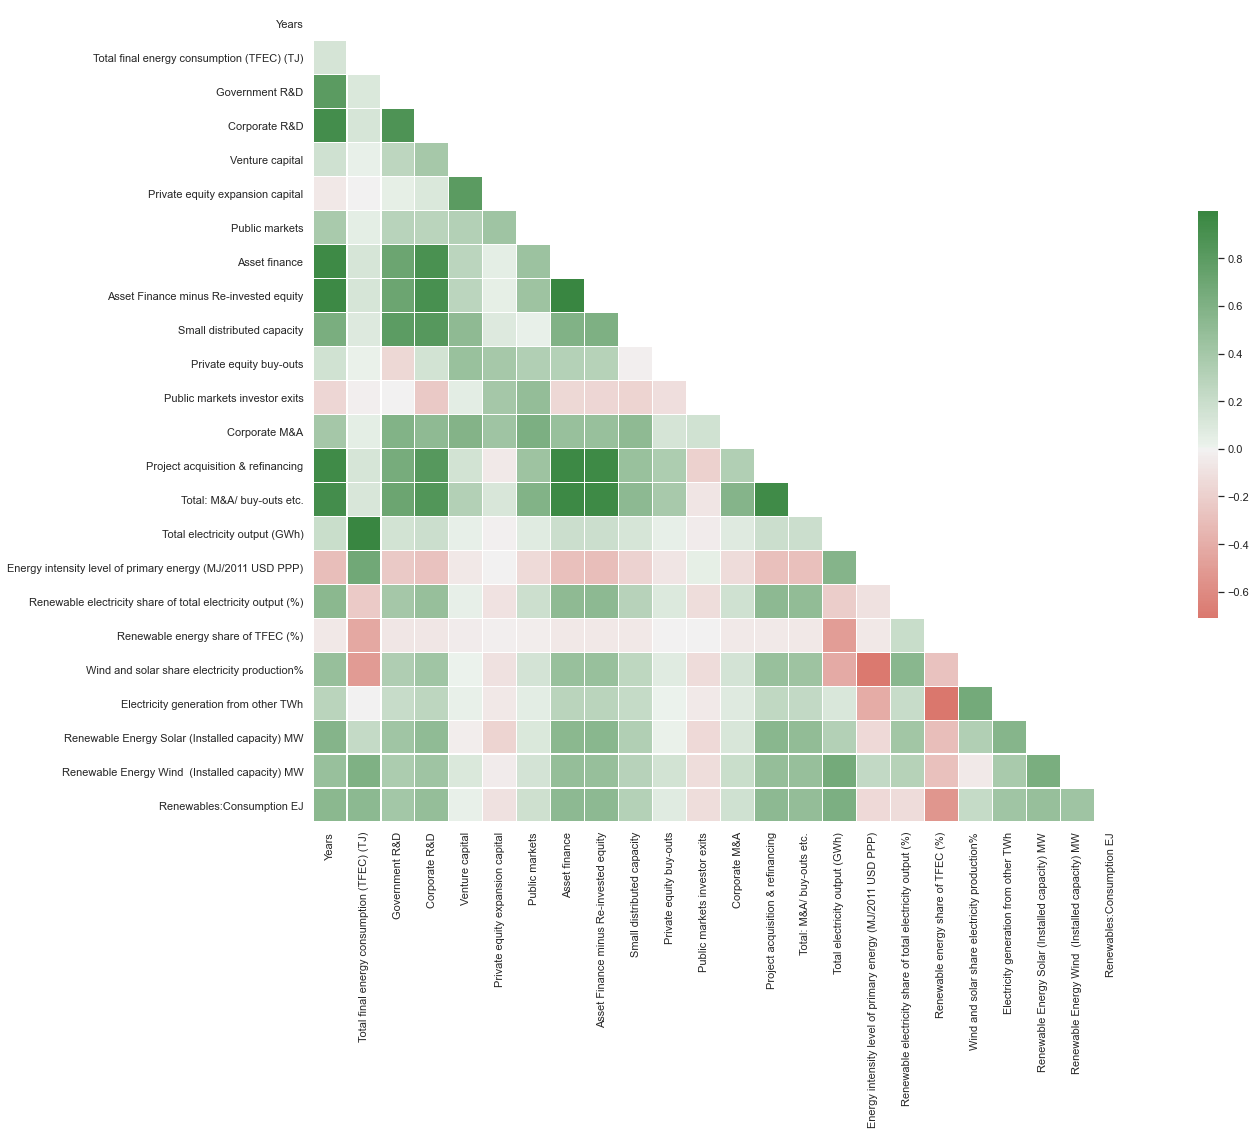 Years
Total final energy consumption (TFEC) (TJ)
Government R&D
Corporate R&D
Venture capital
Private equity expansion capital
Public markets
Asset finance
Asset Finance minus Re-invested equity
Small distributed capacity
Private equity buy-outs
Public markets investor exits
Corporate M&A
Project acquisition & refinancing
Total: M&A/ buy-outs etc.
Total electricity output (GWh)
Energy intensity level of primary energy (MJ/2011 USD PPP)
Renewable electricity share of total electricity output (%)
Renewable energy share of TFEC (%)
Wind and solar share electricity production%
Electricity generation from other TWh
Renewable Energy Solar (Installed capacity) MW
Renewable Energy Wind  (Installed capacity) MW
Renewables:Consumption EJ
Years
Total final energy consumption (TFEC) (TJ)
Government R&D
Corporate R&D
Venture capital
Private equity expansion capital
Public markets
Asset finance
Asset Finance minus Re-invested equity
Small distributed capacity
Private equity buy-outs
Public markets investor exits
Corporate M&A
Project acquisition & refinancing
Total: M&A/ buy-outs etc.
Total electricity output (GWh)
Energy intensity level of primary energy (MJ/2011 USD PPP)
Renewable electricity share of total electricity output (%)
Renewable energy share of TFEC (%)
Wind and solar share electricity production%
Electricity generation from other TWh
Renewable Energy Solar (Installed capacity) MW
Renewable Energy Wind  (Installed capacity) MW
Renewables:Consumption EJ
0.8
0.6
0.4
0.2
0.0
−0.2
−0.4
−0.6